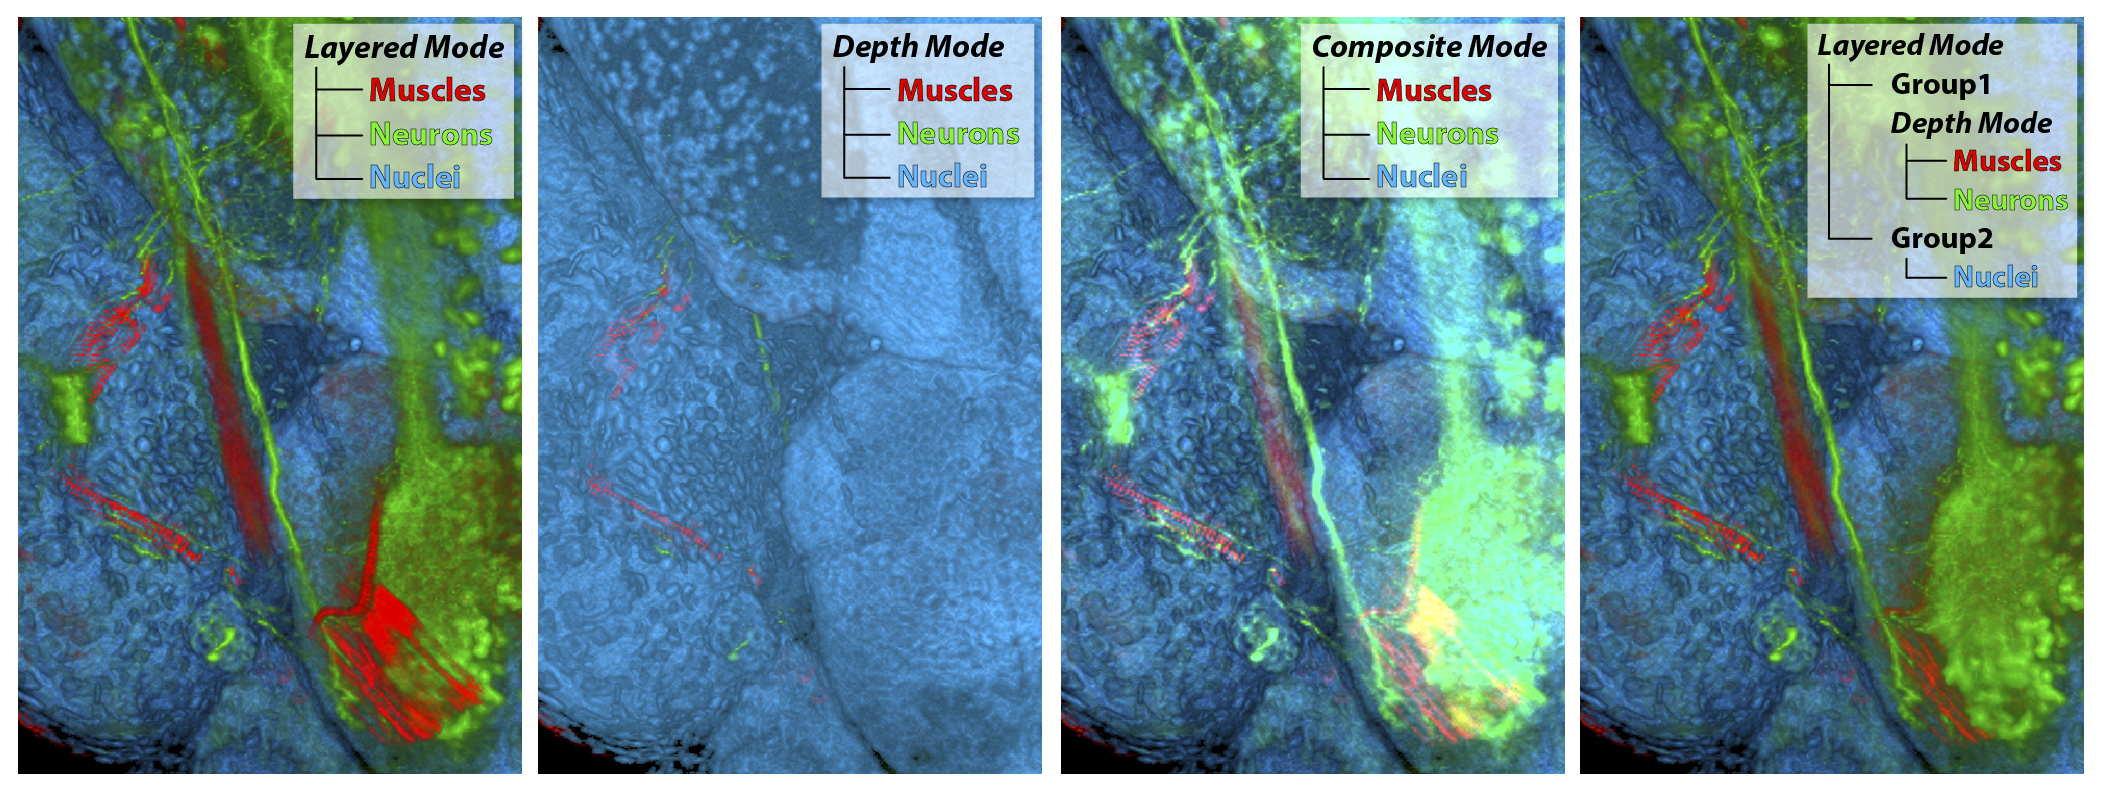 Layered Mode
Muscles
Neurons
Nuclei
Depth Mode
Muscles
Neurons
Nuclei
Composite Mode
Muscles
Neurons
Nuclei
Layered Mode
Group1
Depth Mode
Muscles
Neurons
Group2
Nuclei